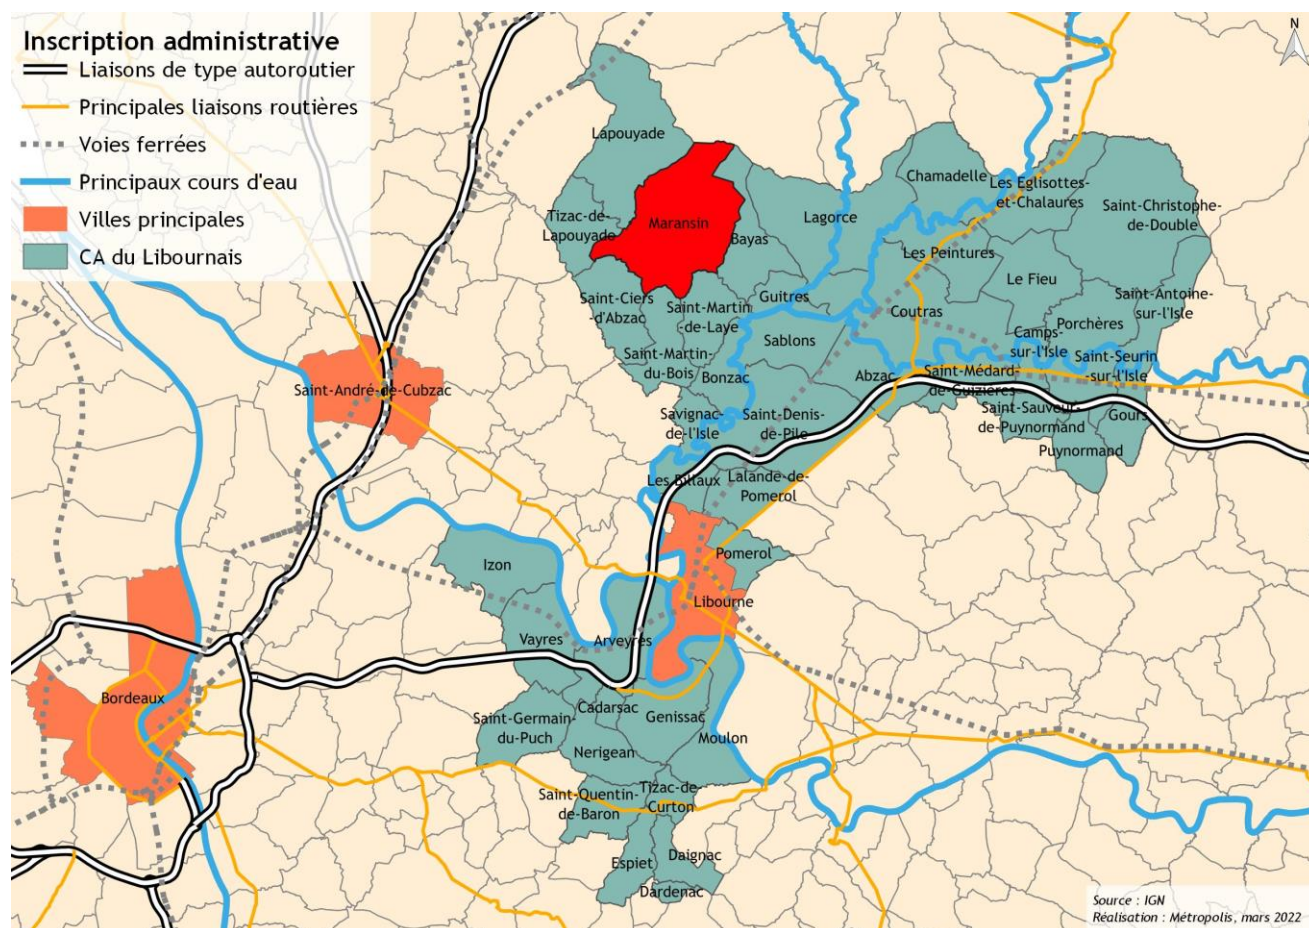 Inscription administrative
Liaisons de type autoroutier
Principales liaisons routières
Voies ferrées
Principaux cours d'eau
Villes principales
CA du Libournais
N
Lapouyade
Maransin
Tizac-de-
Lapouyade
Bayas
Lagorce
Chamadelle
Les Eglisottes-
et-Chalaures
Saint-Christophe-
de-Double
Les Peintures
Le Fieu
Saint-Ciers
d'Abzac
Saint-Martin
-de-Laye
Guitres
Coutras
Saint-Antoine-
sur-l'Isle
Porchères
Camps-
sur-l'Isle
Sablons
Saint-Martin-
du-Bois
Bonzac
Abzac
Saint-Médard-
de-Guizières
Saint-Seurin
-sur-l'Isle
Saint-André-de-Cubzac
Savignac-
de-l'Isle
Saint-Denis-
de-Pile
Saint-Sauveur-
de-Puynormand
Gours
Puynormand
Les Billaux
Lalande-de-
Pomerol
Pomerol
Izon
Libourne
Vayres
Arveyres
Bordeaux
Cadarsac
Saint-Germain-
du-Puch
Genissac
Moulon
Nerigean
Saint-Quentin-
de-Baron
Tizac-de-
Curton
Espiet
Daignac
Dardenac
Source : IGN
Réalisation : Métropolis, mars 2022